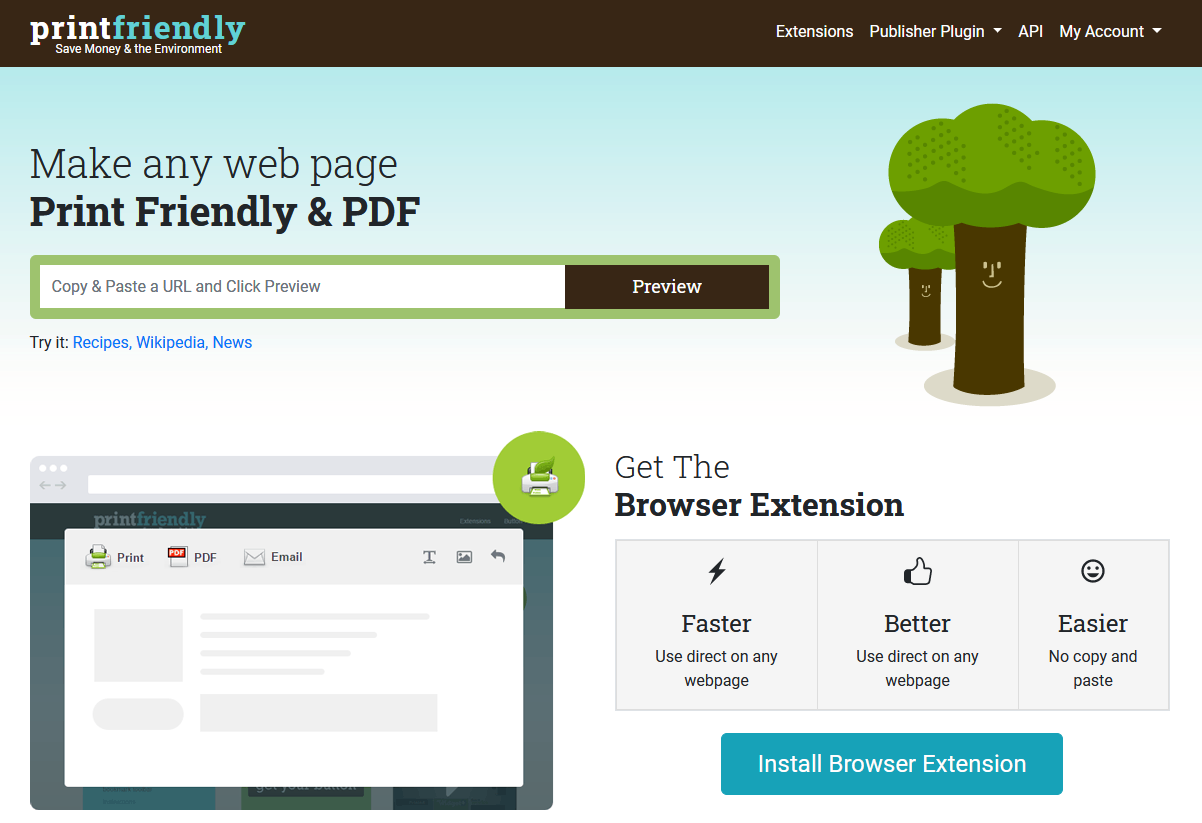 printfriendly
Save Money & the Environment
Extensions Publisher Plugin API My Account
Make any web page
Print Friendly & PDF
Copy & Paste a URL and Click Preview
Preview
Try it: Recipes, Wikipedia, News
Get The
Browser Extension
printfriendly
Extensions
Print PDF Email
PDF
Faster
Use direct on any
webpage
Better
Use direct on any
webpage
Easier
No copy and
paste
get your button
Install Browser Extension